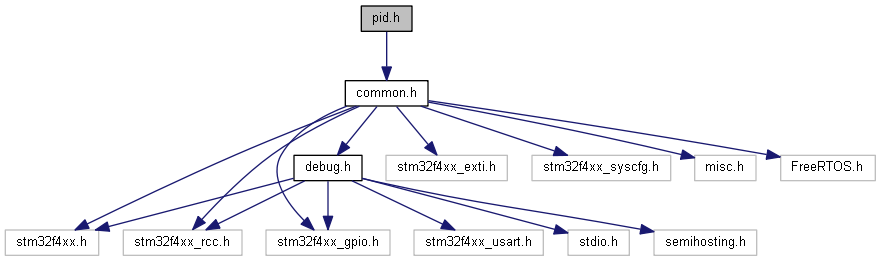 pid.h
common.h
debug.h
stm32f4xx_exti.h
stm32f4xx_syscfg.h
misc.h
FreeRTOS.h
stm32f4xx.h
stm32f4xx_rcc.h
stm32f4xx_gpio.h
stm32f4xx_usart.h
stdio.h
semihosting.h